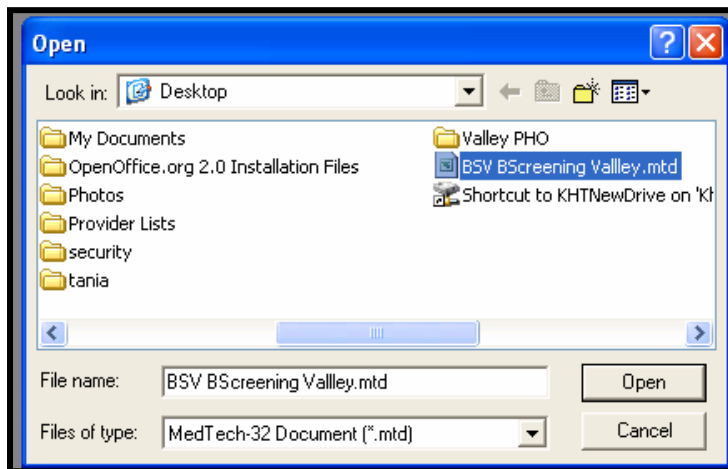 Open
Look in: Desktop
My Documents
OpenOffice.org 2.0 Installation Files
Photos
Provider Lists
security
tania
Valley PHO
BSV BScreening Vallley.mtd
Shortcut to KHTNewDrive on 'Kh
File name: BSV BScreening Vallley.mtd
Open
Files of type: MedTech-32 Document (*.mtd)
Cancel